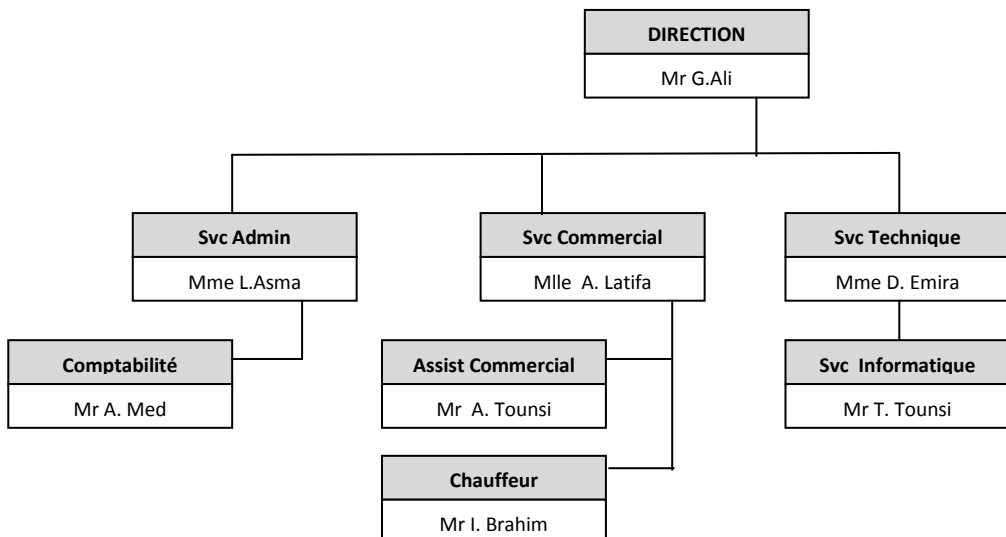 DIRECTION
Mr G.Ali
Svc Admin
Mme L.Asma
Svc Commercial
Mlle A. Latifa
Svc Technique
Mme D. Emira
Comptabilité
Mr A. Med
Assist Commercial
Mr A. Tounsi
Svc Informatique
Mr T. Tounsi
Chauffeur
Mr I. Brahim